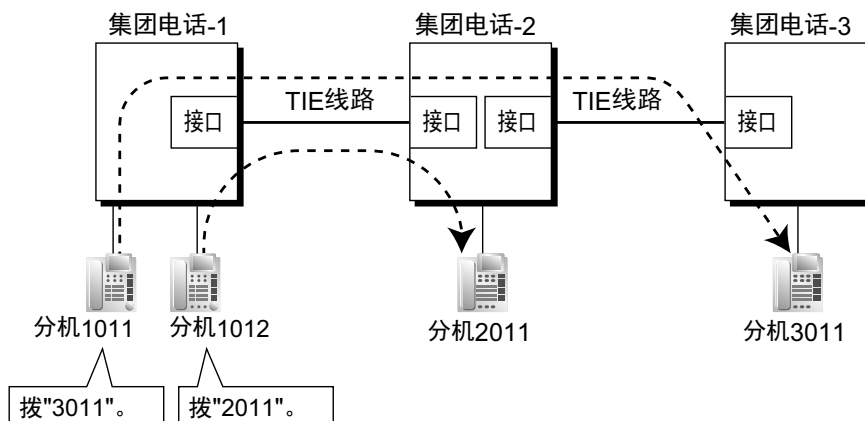 集团电话-1
集团电话-2
集团电话-3
TIE线路
TIE线路
接口
接口
接口
接口
分机1011
分机1012
分机2011
分机3011
拨"3011"。
拨"2011"。